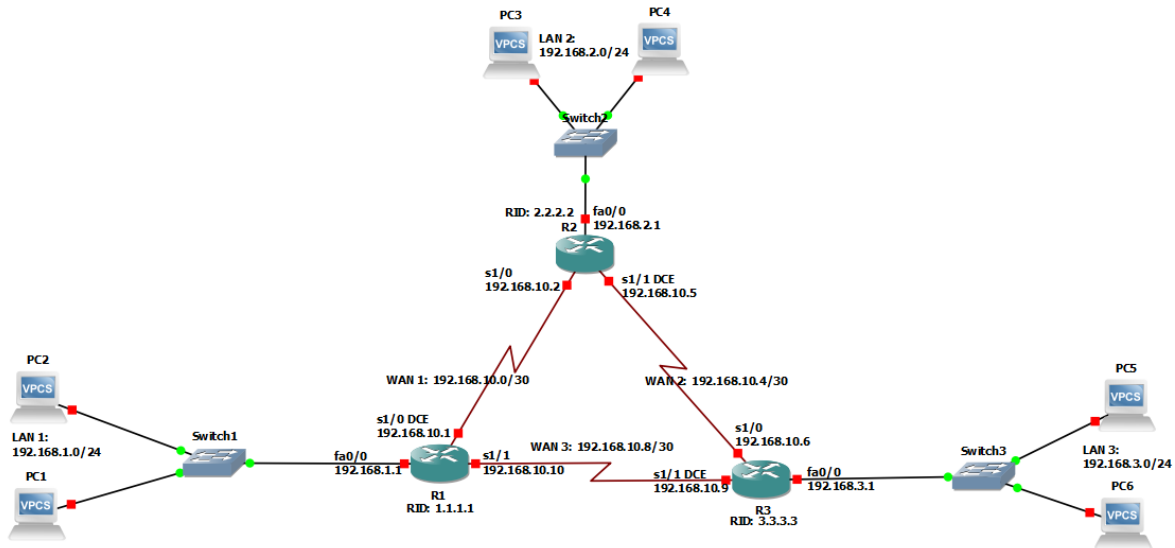 PC3
PC4
VPCS
LAN 2:
192.168.2.0/24
VPCS
Switch2
RID: 2.2.2.2
fa0/0
192.168.2.1
R2
s1/0
192.168.10.2
s1/1 DCE
192.168.10.5
WAN 1: 192.168.10.0/30
WAN 2: 192.168.10.4/30
PC2
VPCS
LAN 1:
192.168.1.0/24
PC1
VPCS
Switch1
fa0/0
192.168.1.1
s1/0 DCE
192.168.10.1
s1/1
192.168.10.10
R1
RID: 1.1.1.1
WAN 3: 192.168.10.8/30
s1/0
192.168.10.6
s1/1 DCE
192.168.10.9
fa0/0
192.168.3.1
R3
RID: 3.3.3.3
Switch3
PC5
VPCS
LAN 3:
192.168.3.0/24
PC6
VPCS